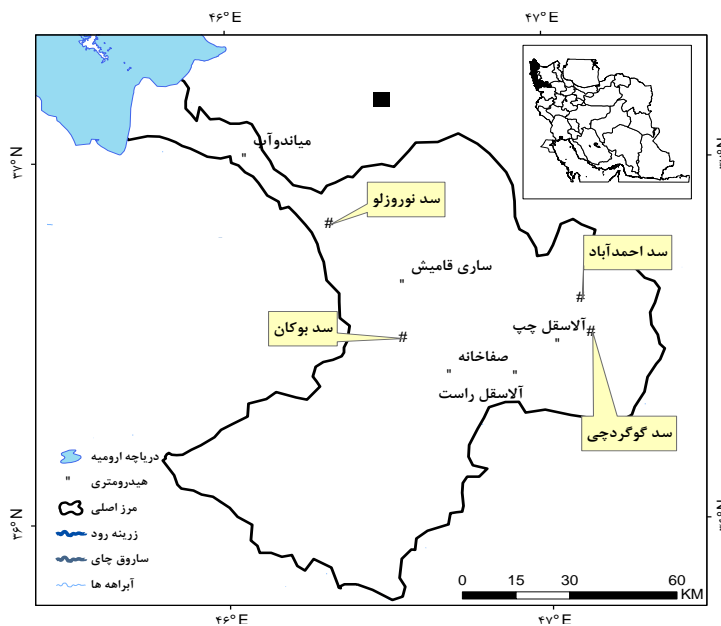 ۴۶° E
۴۷° E
۳۷° N
۳۷° N
میاندوآب
سد نوروزلو
سد احمدآباد
ساری قامیش
آلاسقل چپ
سد بوکان
صفاخانه
آلاسقل راست
سد گوگردچی
دریاچه ارومیه
هیدرومتری
مرز اصلی
زرینه رود
ساروق چای
آبراهه ها
۳۶° N
۳۶° N
0 15 30 60
KM
۴۶° E
۴۷° E